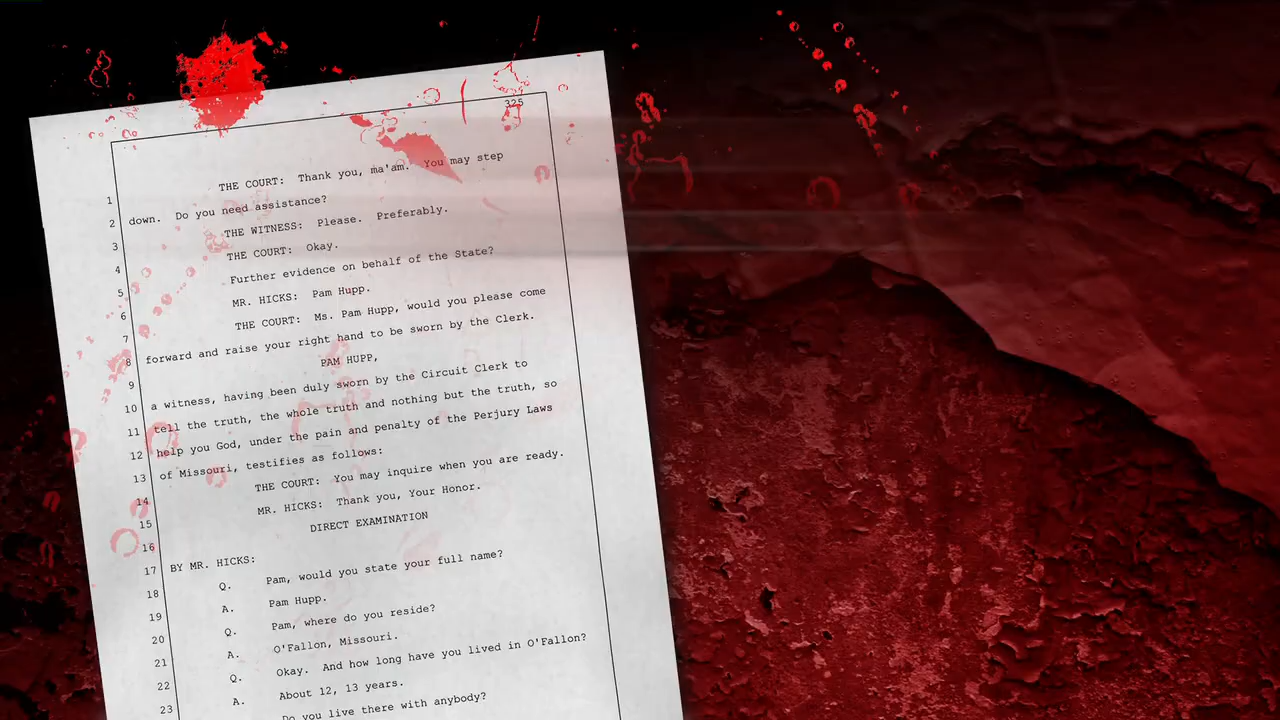 325
1 THE COURT: Thank you, ma'am. You may step
2 down. Do you need assistance?
3 THE WITNESS: Please. Preferably.
4 THE COURT: Okay.
5 Further evidence on behalf of the State?
6 MR. HICKS: Pam Hupp.
7 THE COURT: Ms. Pam Hupp, would you please come
8 forward and raise your right hand to be sworn by the Clerk.
9 PAM HUPP,
10 a witness, having been duly sworn by the Circuit Clerk to
11 tell the truth, the whole truth and nothing but the truth, so
12 help you God, under the pain and penalty of the Perjury Laws
13 of Missouri, testifies as follows:
14 THE COURT: You may inquire when you are ready.
15 MR. HICKS: Thank you, Your Honor.
16 DIRECT EXAMINATION
17 BY MR. HICKS:
18 Q. Pam, would you state your full name?
19 A. Pam Hupp.
20 Q. Pam, where do you reside?
21 A. O'Fallon, Missouri.
22 Q. Okay. And how long have you lived in O'Fallon?
23 A. About 12, 13 years.
Do you live there with anybody?